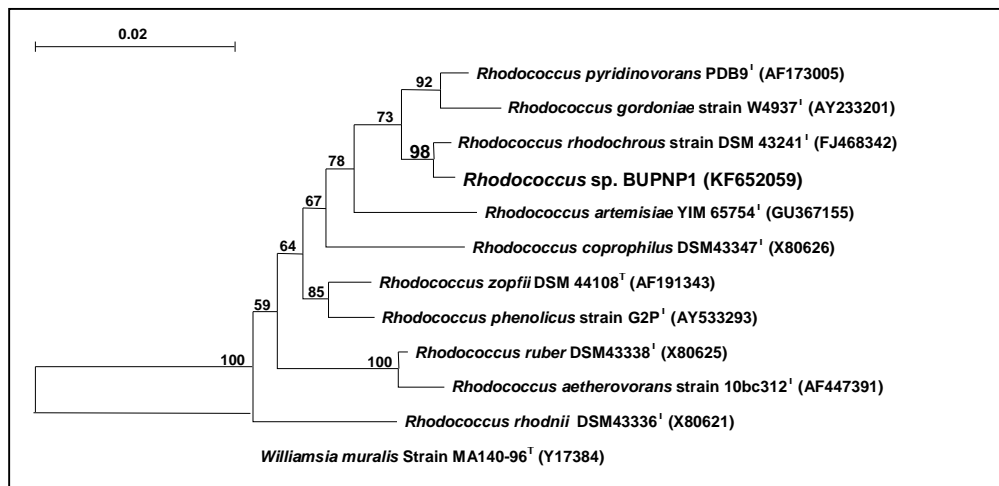 0.02
92
Rhodococcus pyridinovorans PDB9ᵀ (AF173005)
Rhodococcus gordoniae strain W4937ᵀ (AY233201)
73
Rhodococcus rhodochrous strain DSM 43241ᵀ (FJ468342)
98
78
Rhodococcus sp. BUPNP1 (KF652059)
67
Rhodococcus artemisiae YIM 65754ᵀ (GU367155)
64
Rhodococcus coprophilus DSM43347ᵀ (X80626)
Rhodococcus zopfii DSM 44108ᵀ (AF191343)
85
59
Rhodococcus phenolicus strain G2Pᵀ (AY533293)
Rhodococcus ruber DSM43338ᵀ (X80625)
100
100
Rhodococcus aetherovorans strain 10bc312ᵀ (AF447391)
Rhodococcus rhodnii DSM43336ᵀ (X80621)
Williamsia muralis Strain MA140-96ᵀ (Y17384)